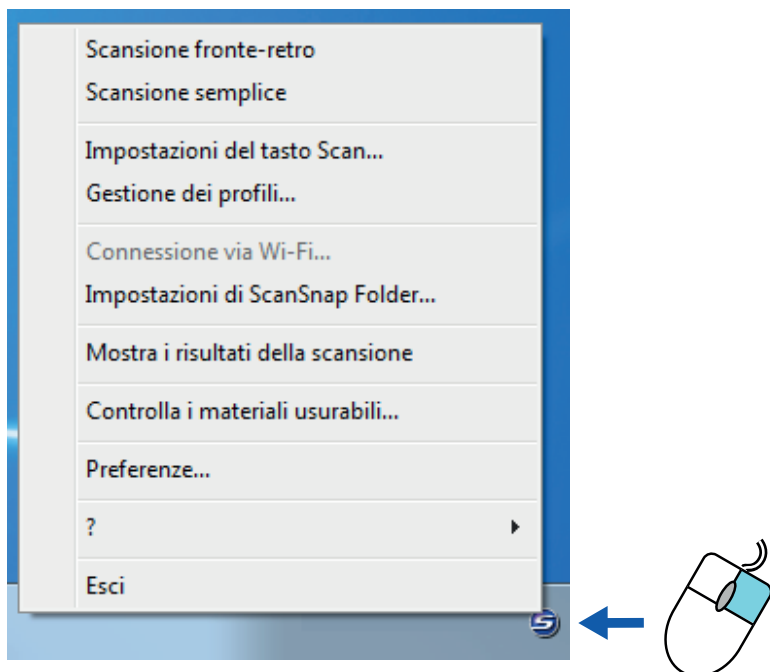 Scansione fronte-retro
Scansione semplice
Impostazioni del tasto Scan...
Gestione dei profili...
Connessione via Wi-Fi...
Impostazioni di ScanSnap Folder...
Mostra i risultati della scansione
Controlla i materiali usurabili...
Preferenze...
?
Esci
S